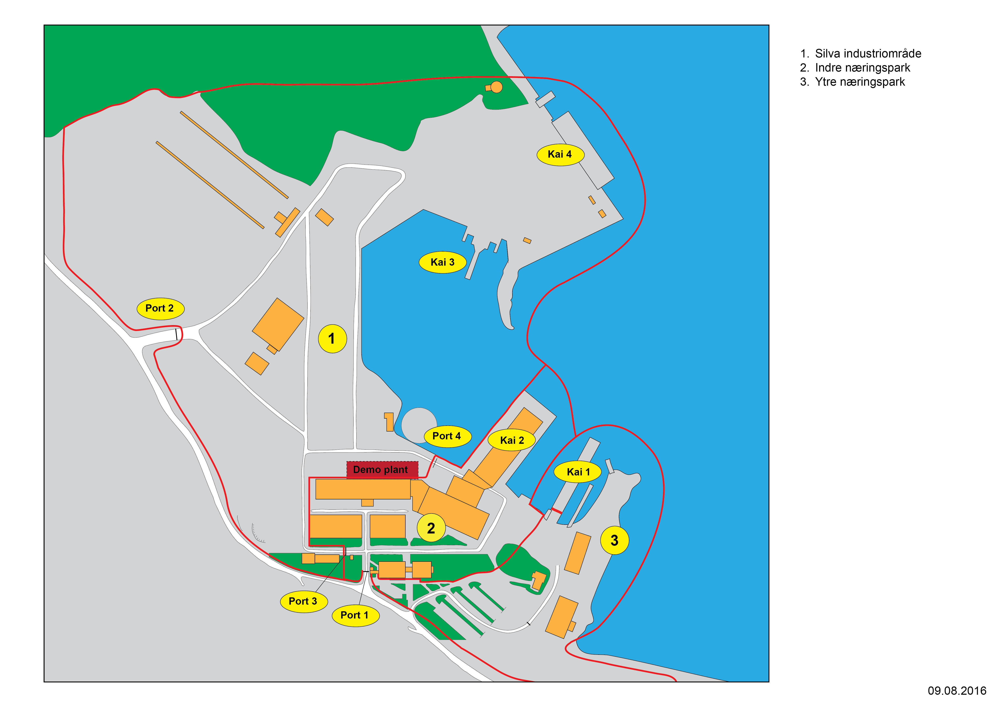 1. Silva industriområde
2. Indre næringspark
3. Ytre næringspark
Kai 4
Kai 3
Port 2
1
Port 4
Kai 2
Demo plant
Kai 1
2
3
Port 3
Port 1
09.08.2016